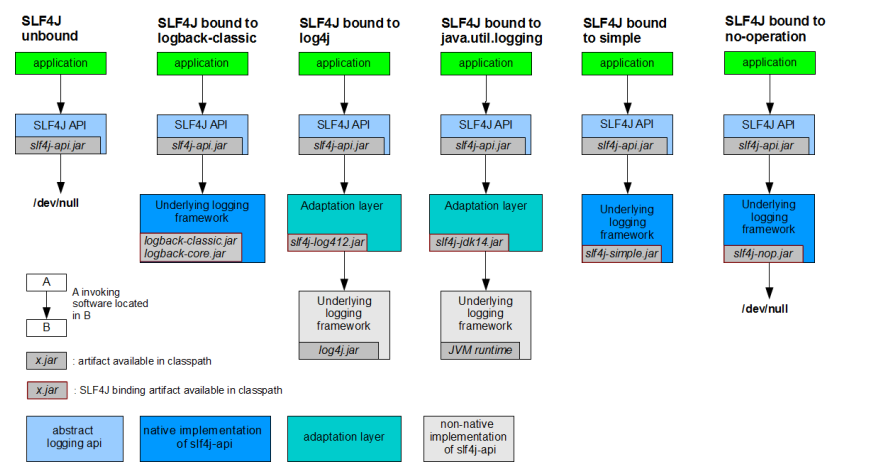 SLF4J
unbound
application
SLF4J API
slf4j-api.jar
/dev/null
SLF4J bound to
logback-classic
application
SLF4J API
slf4j-api.jar
Underlying logging
framework
logback-classic.jar
logback-core.jar
SLF4J bound to
log4j
application
SLF4J API
slf4j-api.jar
Adaptation layer
slf4j-log412.jar
Underlying
logging
framework
log4j.jar
SLF4J bound to
java.util.logging
application
SLF4J API
slf4j-api.jar
Adaptation layer
slf4j-jdk14.jar
Underlying
logging
framework
JVM runtime
SLF4J bound
to simple
application
SLF4J API
slf4j-api.jar
Underlying
logging
framework
slf4j-simple.jar
SLF4J bound to
no-operation
application
SLF4J API
slf4j-api.jar
Underlying
logging
framework
slf4j-nop.jar
/dev/null
A
B
A invoking
software located
in B
x.jar
: artifact available in classpath
x.jar
: SLF4J binding artifact available in classpath
abstract
logging api
native implementation
of slf4j-api
adaptation layer
non-native
implementation
of slf4j-api